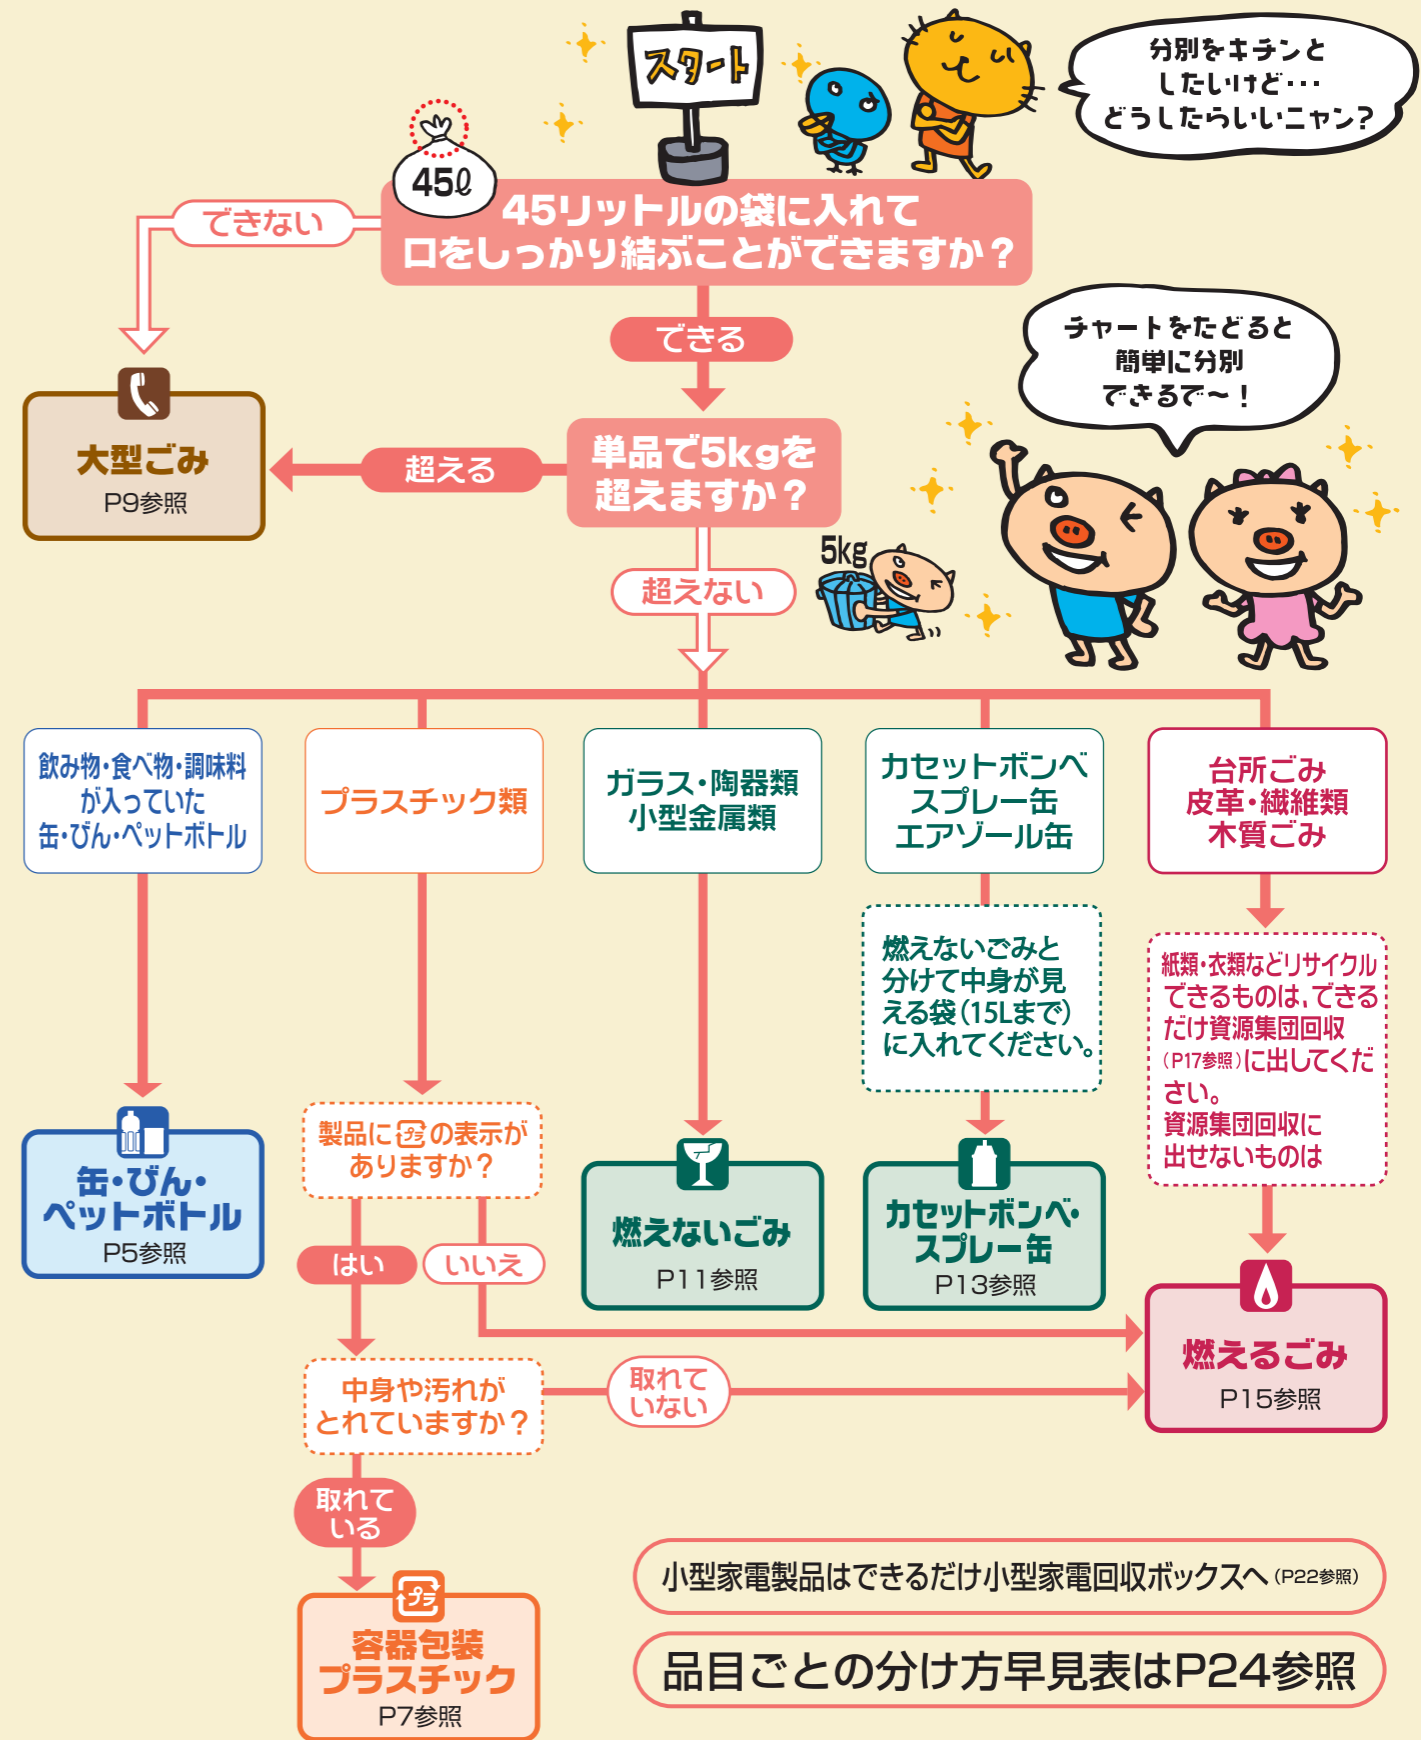 スタート
分別をキチンと
したいけど…
どうしたらいいニャン?
45ℓ
45リットルの袋に入れて
口をしっかり結ぶことができますか?
できない
できる
チャートをたどると
簡単に分別
できるで〜!
大型ごみ
P9参照
超える
単品で5kgを
超えますか?
5kg
超えない
飲み物・食べ物・調味料
が入っていた
缶・びん・ペットボトル
プラスチック類
ガラス・陶器類
小型金属類
カセットボンベ
スプレー缶
エアゾール缶
台所ごみ
皮革・繊維類
木質ごみ
燃えないごみと
分けて中身が見
える袋(15Lまで)
に入れてください。
紙類・衣類などリサイクル
できるものは、できる
だけ資源集団回収
(P17参照)に出してくだ
さい。
資源集団回収に
出せないものは
缶・びん・
ペットボトル
P5参照
製品にプラの表示が
ありますか?
はい
いいえ
燃えないごみ
P11参照
カセットボンベ・
スプレー缶
P13参照
燃えるごみ
P15参照
中身や汚れが
とれていますか?
取れて
いない
取れて
いる
プラ
容器包装
プラスチック
P7参照
小型家電製品はできるだけ小型家電回収ボックスへ(P22参照)
品目ごとの分け方早見表はP24参照